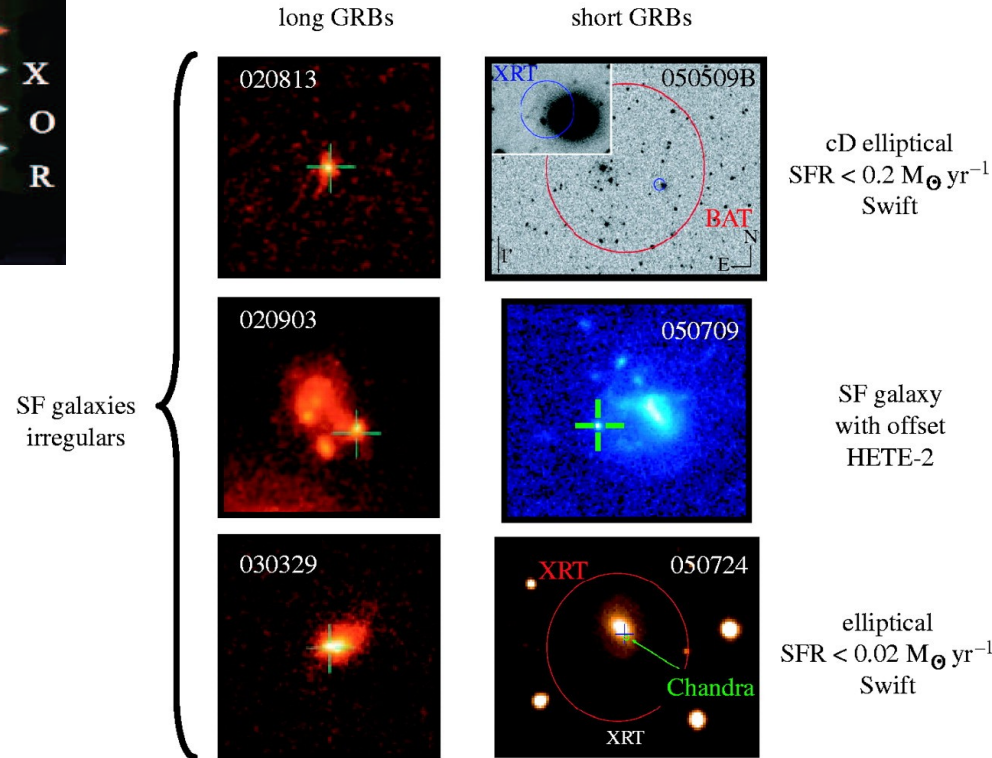 X
O
R
long GRBs
short GRBs
020813
XRT
050509B
BAT
1'
N
E
cD elliptical
SFR < 0.2 M⊙ yr⁻¹
Swift
SF galaxies
irregulars
020903
050709
SF galaxy
with offset
HETE-2
030329
XRT
050724
Chandra
XRT
elliptical
SFR < 0.02 M⊙ yr⁻¹
Swift